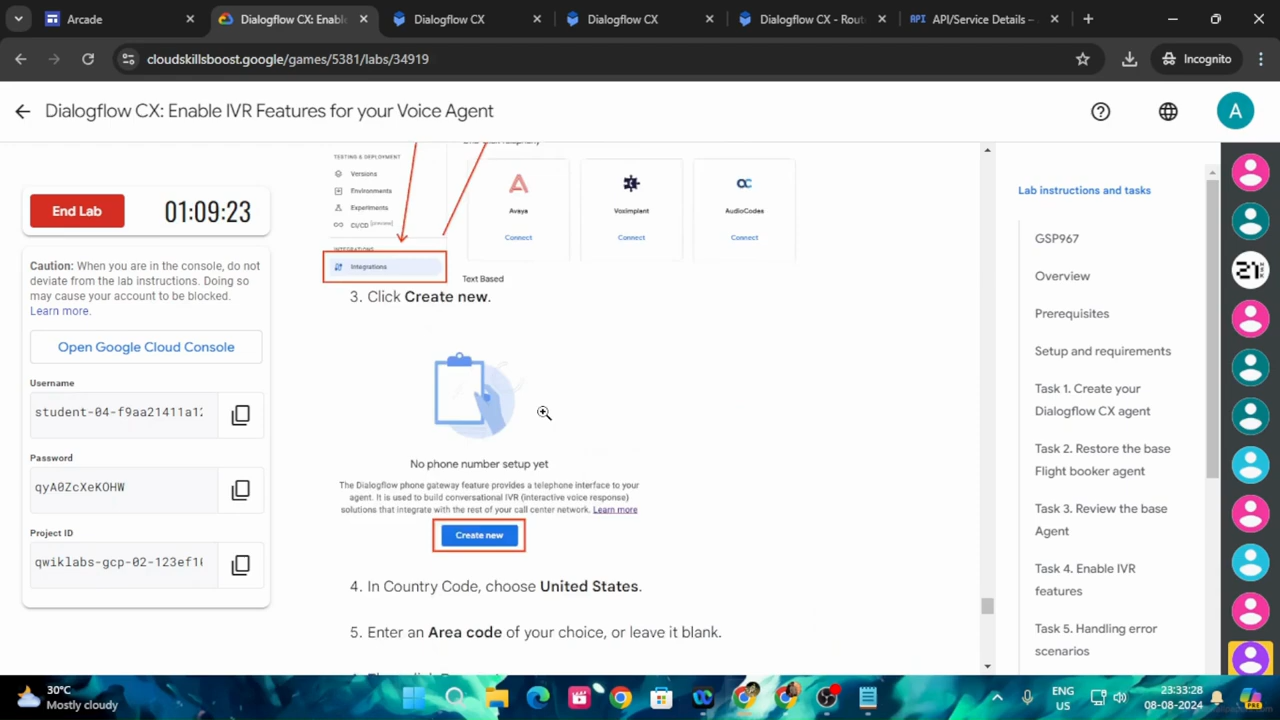 Arcade
Dialogflow CX: Enabl
Dialogflow CX
Dialogflow CX
Dialogflow CX - Rout
API API/Service Details –
cloudskillsboost.google/games/5381/labs/34919
Incognito
Dialogflow CX: Enable IVR Features for your Voice Agent
A
End Lab
01:09:23
Caution: When you are in the console, do not
deviate from the lab instructions. Doing so
may cause your account to be blocked.
Learn more.
Open Google Cloud Console
Username
student-04-f9aa21411a12
Password
qyA0ZcXeKOHW
Project ID
qwiklabs-gcp-02-123ef1
TESTING & DEPLOYMENT
Versions
Environments
Experiments
CI/CD [preview]
INTEGRATIONS
Integrations
Avaya
Voximplant
AudioCodes
Connect
Connect
Connect
Text Based
3. Click Create new.
No phone number setup yet
The Dialogflow phone gateway feature provides a telephone interface to your
agent. It is used to build conversational IVR (interactive voice response)
solutions that integrate with the rest of your call center network. Learn more
Create new
4. In Country Code, choose United States.
5. Enter an Area code of your choice, or leave it blank.
Lab instructions and tasks
GSP967
Overview
Prerequisites
Setup and requirements
Task 1. Create your
Dialogflow CX agent
Task 2. Restore the base
Flight booker agent
Task 3. Review the base
Agent
Task 4. Enable IVR
features
Task 5. Handling error
scenarios
21
30°C
Mostly cloudy
ENG
US
23:33:28
08-08-2024
PRE